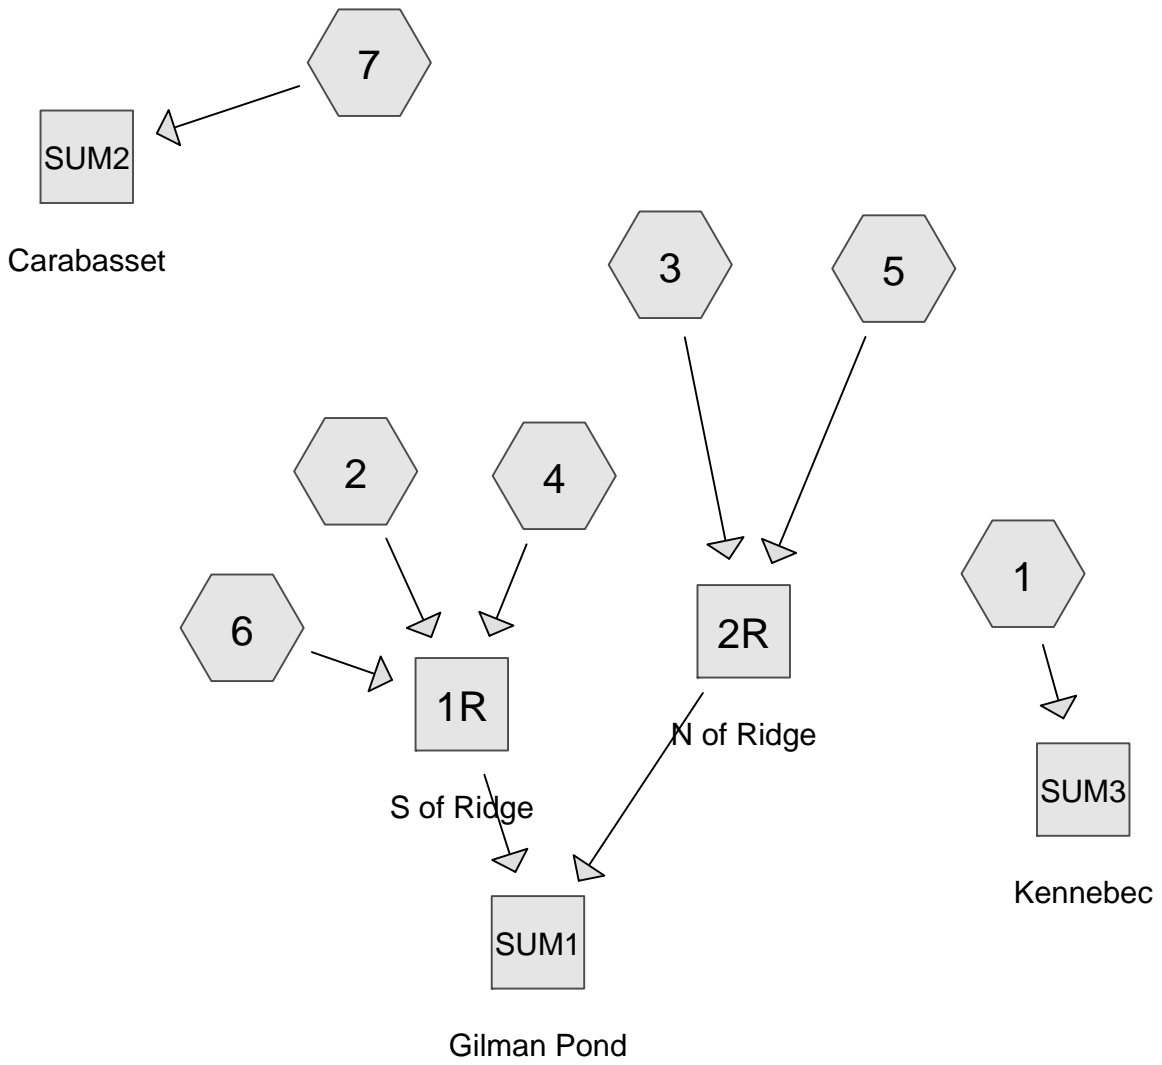 7
SUM2
Carabasset
3
5
2
4
1
6
2R
1R
N of Ridge
S of Ridge
SUM3
Kennebec
SUM1
Gilman Pond